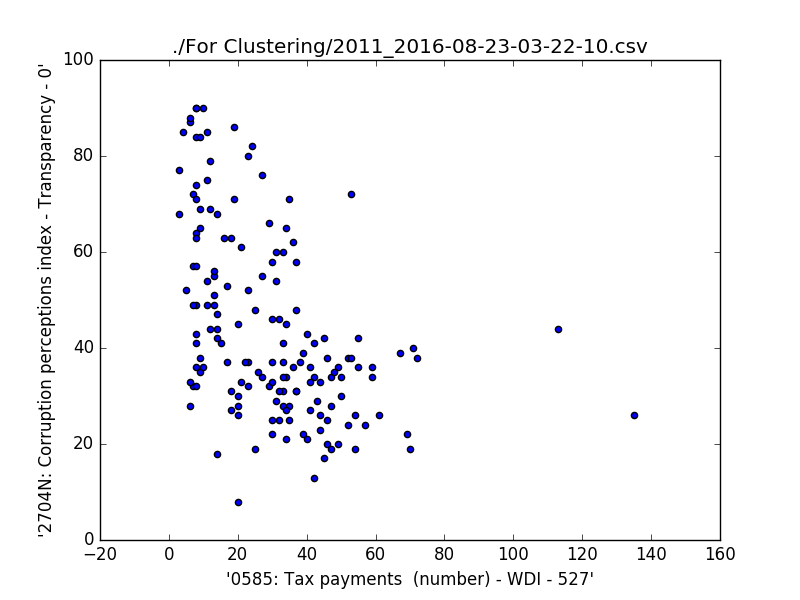 ./For Clustering/2011_2016-08-23-03-22-10.csv
100
80
60
40
20
0
'2704N: Corruption perceptions index - Transparency - 0'
−20 0 20 40 60 80 100 120 140 160
'0585: Tax payments  (number) - WDI - 527'